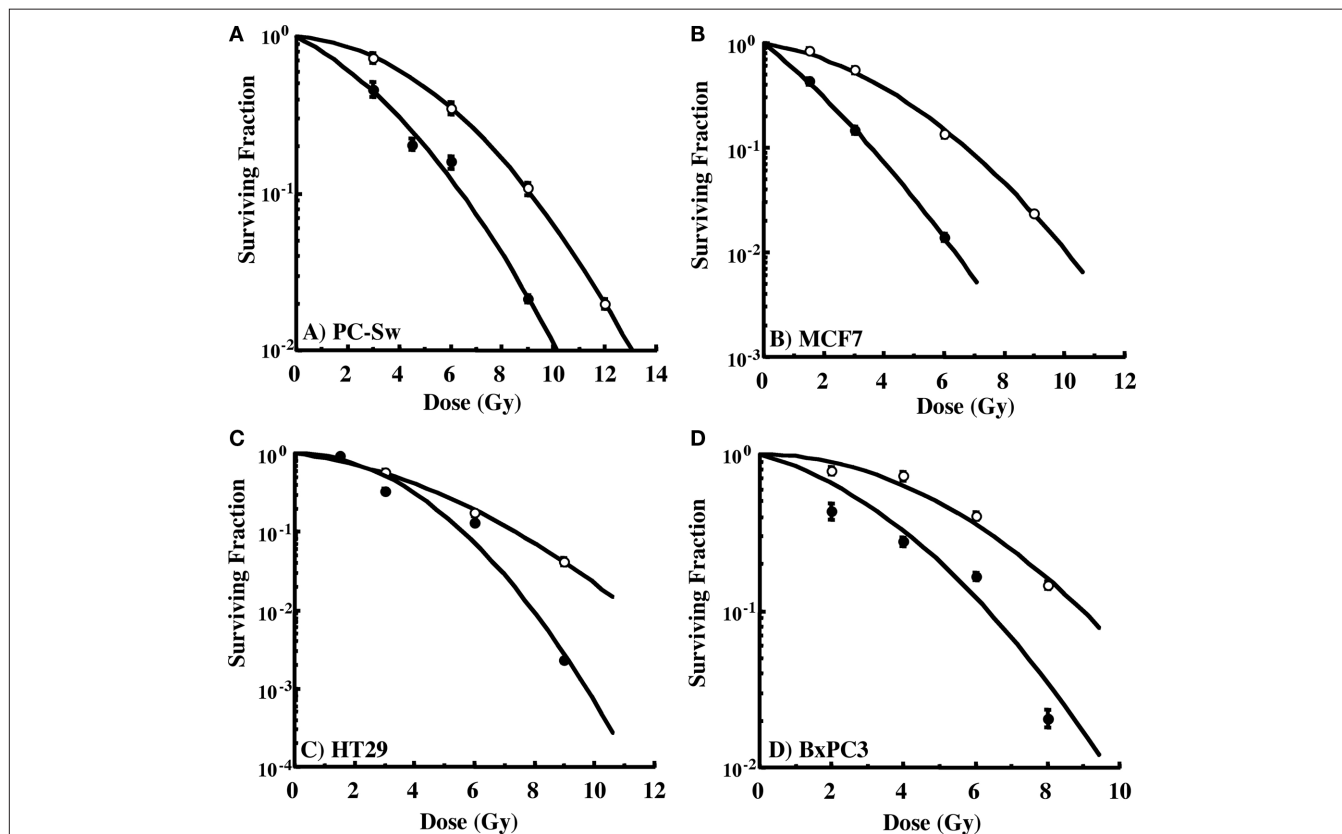 A
B
10^0
10^-1
10^-2
Surviving Fraction
A) PC-Sw
0 2 4 6 8 10 12 14
Dose (Gy)
10^0
10^-1
10^-2
10^-3
Surviving Fraction
B) MCF7
0 2 4 6 8 10 12
Dose (Gy)
C
D
10^0
10^-1
10^-2
10^-3
10^-4
Surviving Fraction
C) HT29
0 2 4 6 8 10 12
Dose (Gy)
10^0
10^-1
10^-2
Surviving Fraction
D) BxPC3
0 2 4 6 8 10
Dose (Gy)